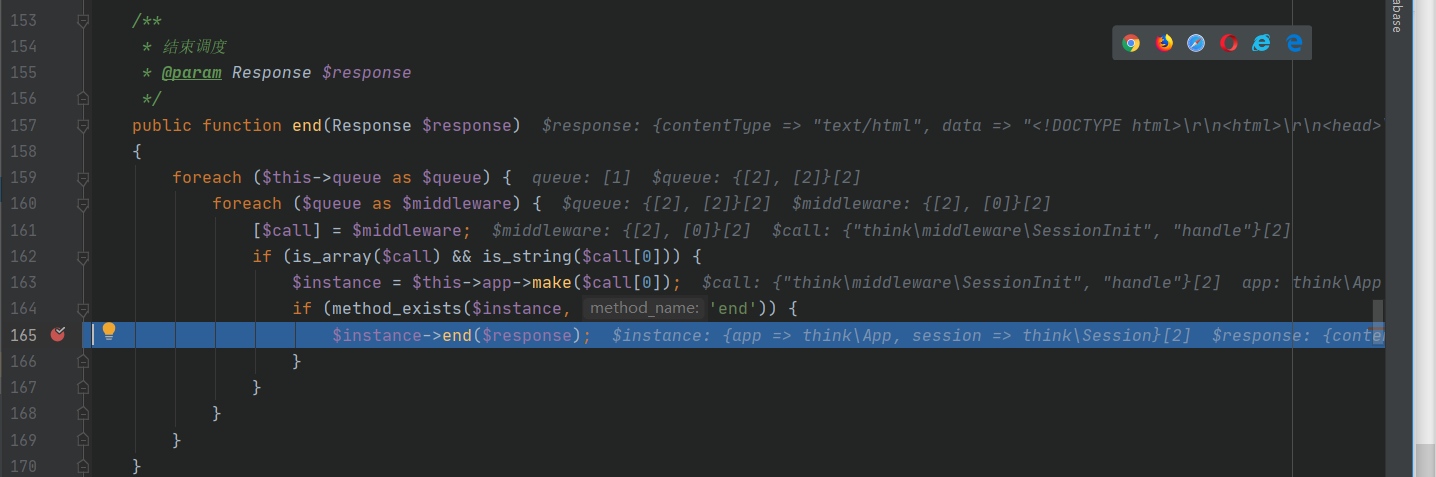 153 /**
154 * 结束调度
155 * @param Response $response
156 */
157 public function end(Response $response) $response: {contentType => "text/html", data => "<!DOCTYPE html>\r\n<html>\r\n<head>
158 {
159 foreach ($this->queue as $queue) { queue: [1] $queue: {[2], [2]}[2]
160 foreach ($queue as $middleware) { $queue: {[2], [2]}[2] $middleware: {[2], [0]}[2]
161 [$call] = $middleware; $middleware: {[2], [0]}[2] $call: {"think\middleware\SessionInit", "handle"}[2]
162 if (is_array($call) && is_string($call[0])) {
163 $instance = $this->app->make($call[0]); $call: {"think\middleware\SessionInit", "handle"}[2] app: think\App
164 if (method_exists($instance, method_name: 'end')) {
165 $instance->end($response); $instance: {app => think\App, session => think\Session}[2] $response: {conte
166 }
167 }
168 }
169 }
170 }
abase